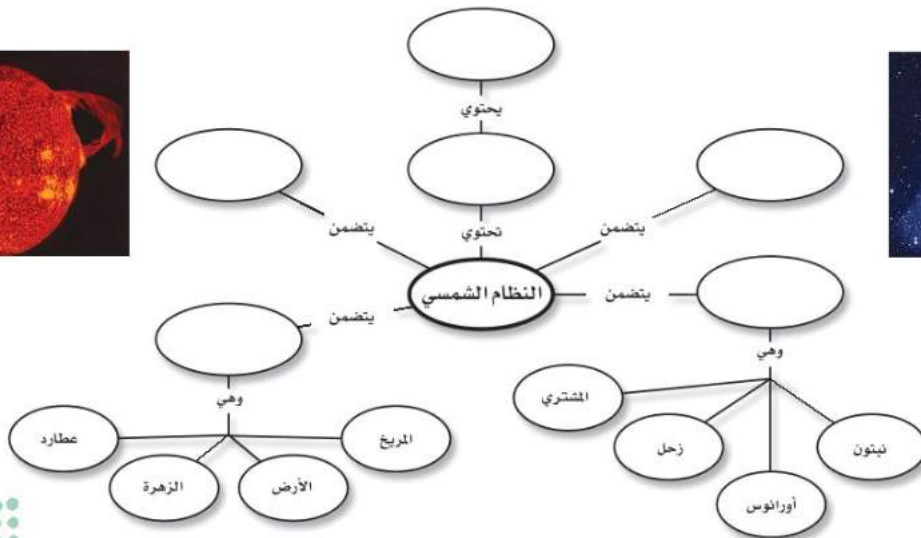 يحتوي
تحتوي
يتضمن
يتضمن
النظام الشمسي
يتضمن
يتضمن
وهي
المشتري
زحل
أورانوس
نبتون
وهي
المريخ
الأرض
الزهرة
عطارد